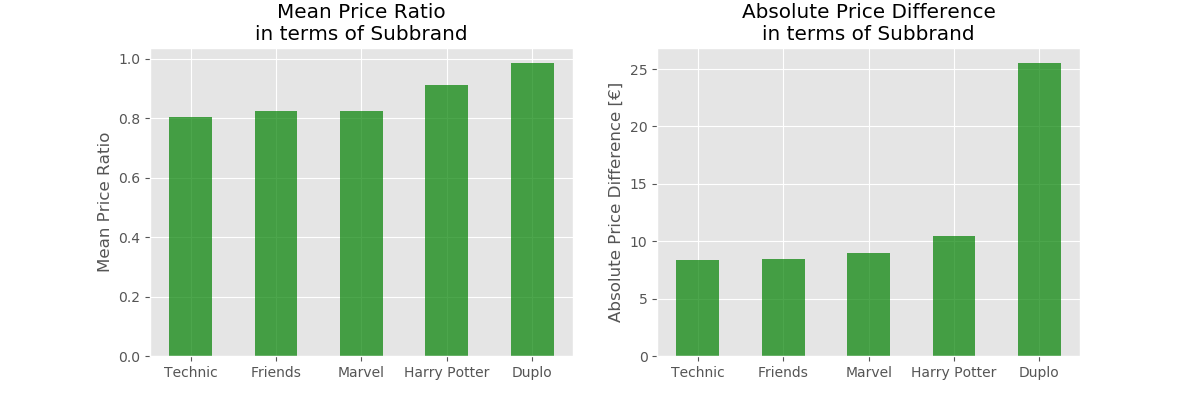 Mean Price Ratio
in terms of Subbrand
Mean Price Ratio
1.0
0.8
0.6
0.4
0.2
0.0
Technic Friends Marvel Harry Potter Duplo
Absolute Price Difference
in terms of Subbrand
Absolute Price Difference [€]
25
20
15
10
5
0
Technic Friends Marvel Harry Potter Duplo